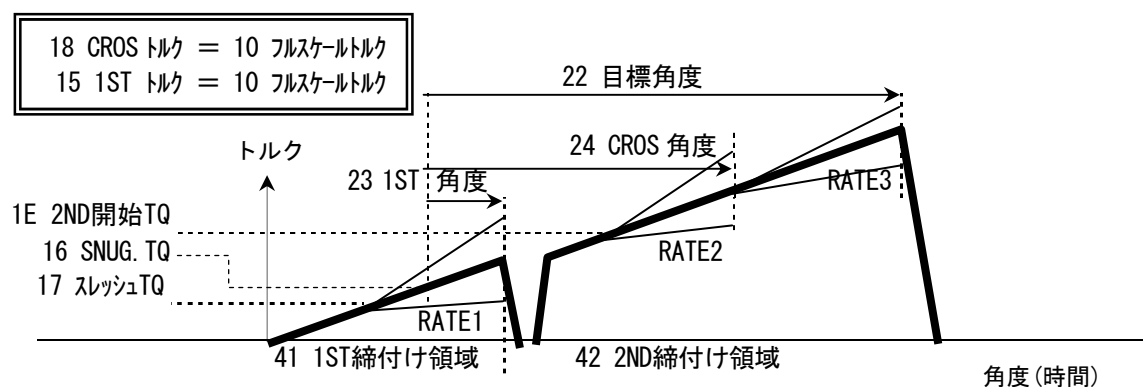 18 CROS ﾄﾙｸ ＝ 10 ﾌﾙｽｹｰﾙﾄﾙｸ
15 1ST ﾄﾙｸ ＝ 10 ﾌﾙｽｹｰﾙﾄﾙｸ
22 目標角度
トルク
24 CROS 角度
23 1ST 角度
RATE3
1E 2ND開始TQ
16 SNUG.TQ
RATE2
17 ｽﾚｯｼｭTQ
RATE1
41 1ST締付け領域
42 2ND締付け領域
角度(時間)